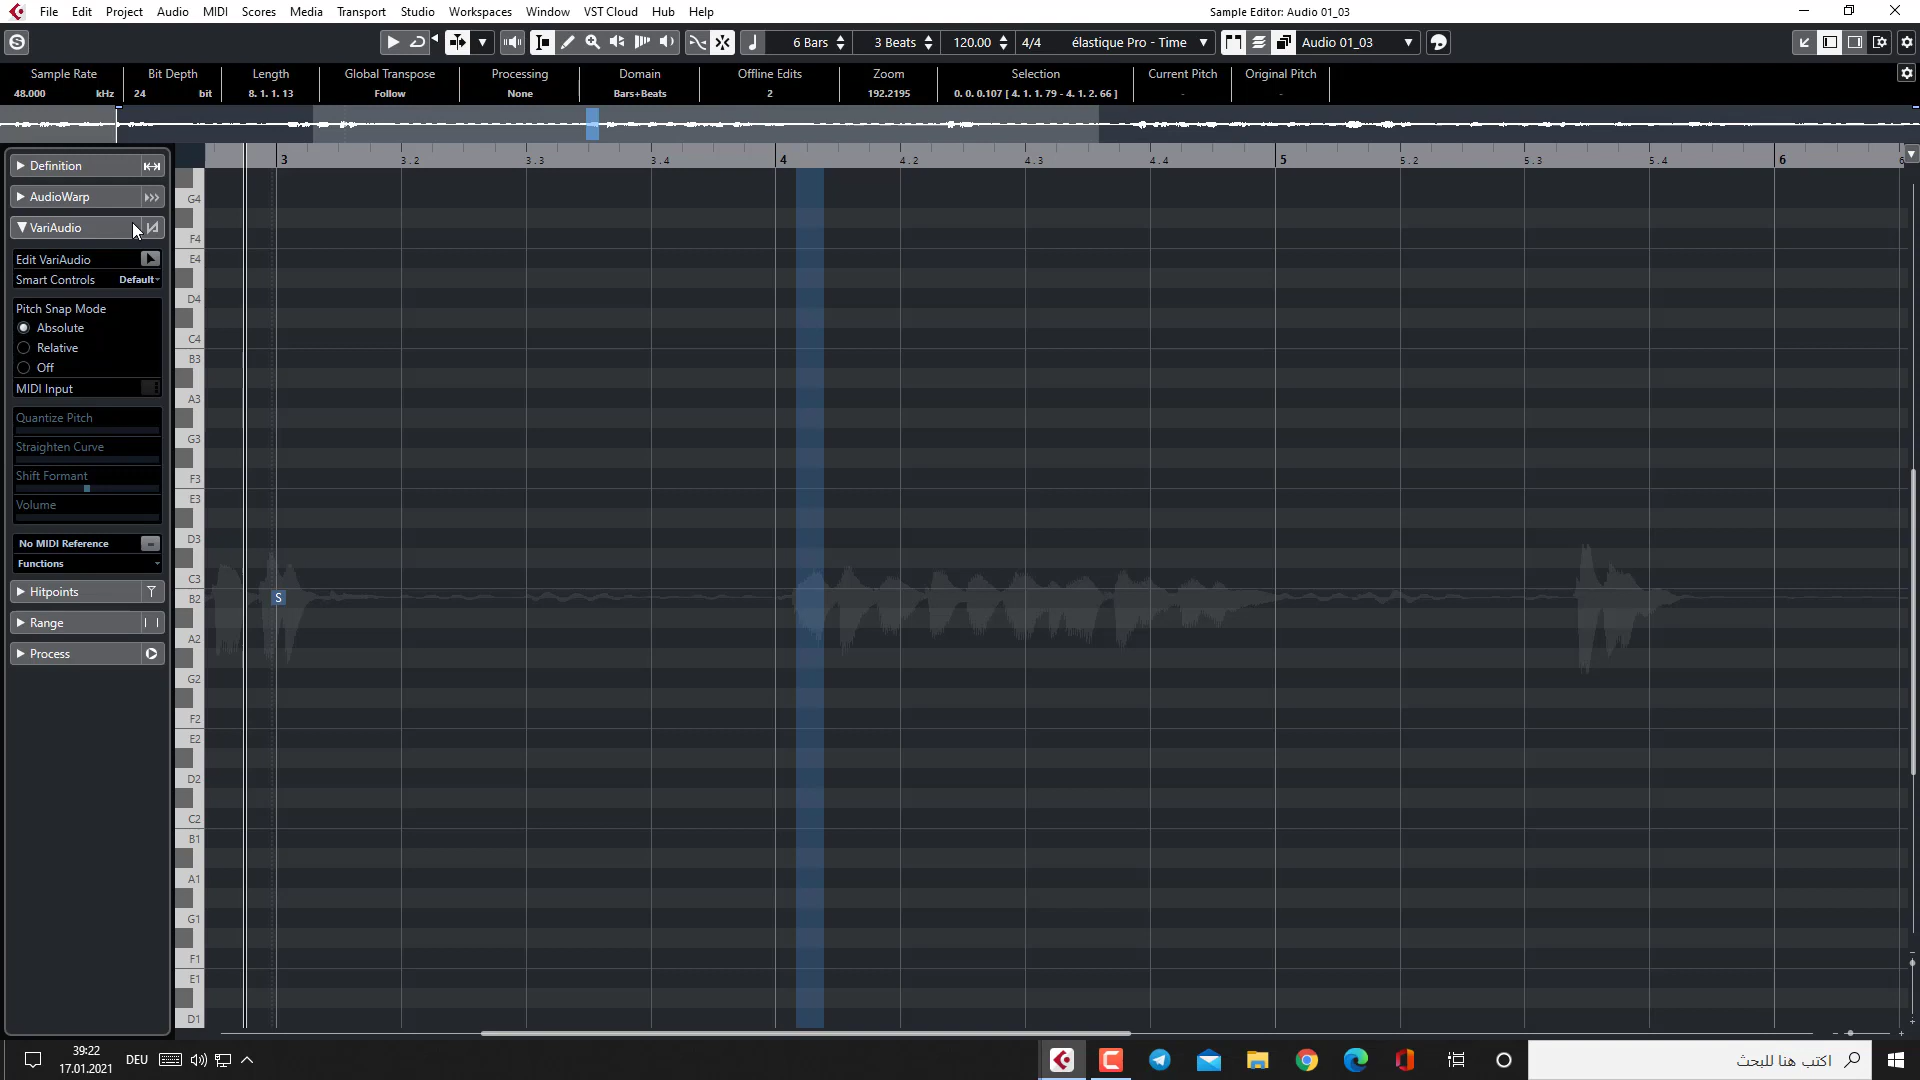 File Edit Project Audio MIDI Scores Media Transport Studio Workspaces Window VST Cloud Hub Help
Sample Editor: Audio 01_03
6 Bars 3 Beats 120.00 4/4 élastique Pro - Time Audio 01_03
Sample Rate Bit Depth Length Global Transpose Processing Domain Offline Edits Zoom Selection Current Pitch Original Pitch
48.000 kHz 24 bit 8. 1. 1. 13 Follow None Bars+Beats 2 192.2195 0. 0. 0.107 [ 4. 1. 1. 79 - 4. 1. 2. 66 ] - -
3 3.2 3.3 3.4 4 4.2 4.3 4.4 5 5.2 5.3 5.4 6
Definition
AudioWarp
VariAudio
Edit VariAudio
Smart Controls Default
Pitch Snap Mode
Absolute
Relative
Off
MIDI Input
Quantize Pitch
Straighten Curve
Shift Formant
Volume
No MIDI Reference
Functions
Hitpoints
Range
Process
G4
F4
E4
D4
C4
B3
A3
G3
F3
E3
D3
C3
B2
A2
G2
F2
E2
D2
C2
B1
A1
G1
F1
E1
D1
S
39:22
17.01.2021
DEU
اكتب هنا للبحث